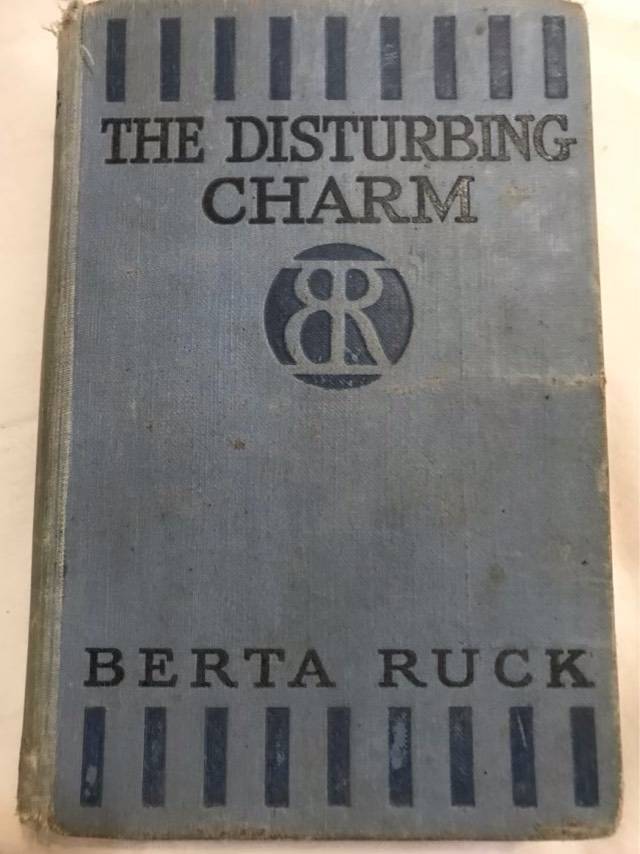 THE DISTURBING
CHARM
BR
BERTA RUCK